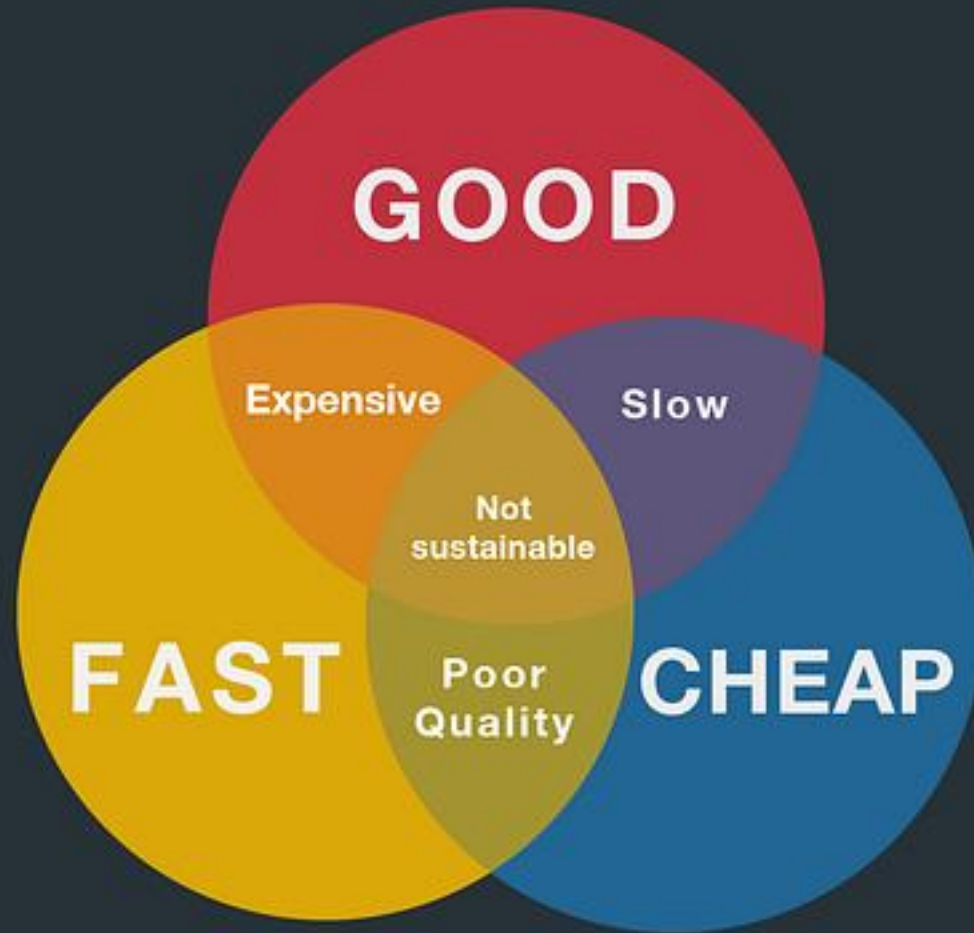 GOOD
Expensive
Slow
Not
sustainable
FAST
Poor
Quality
CHEAP